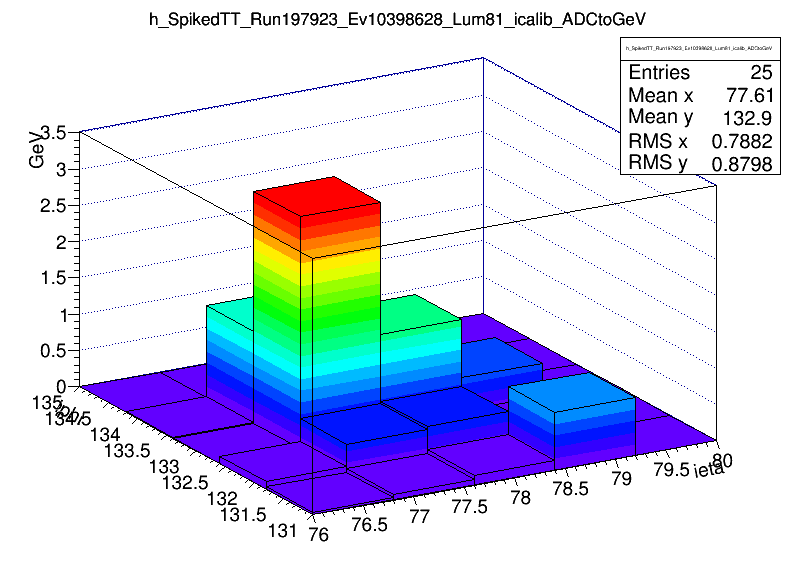 h_SpikedTT_Run197923_Ev10398628_Lum81_icalib_ADCtoGeV
h_SpikedTT_Run197923_Ev10398628_Lum81_icalib_ADCtoGeV
Entries 25
Mean x 77.61
Mean y 132.9
RMS x 0.7882
RMS y 0.8798
GeV
3.5
3
2.5
2
1.5
1
0.5
0
135
134.5
134
133.5
133
132.5
132
131.5
131
76
76.5
77
77.5
78
78.5
79
79.5
80
ieta